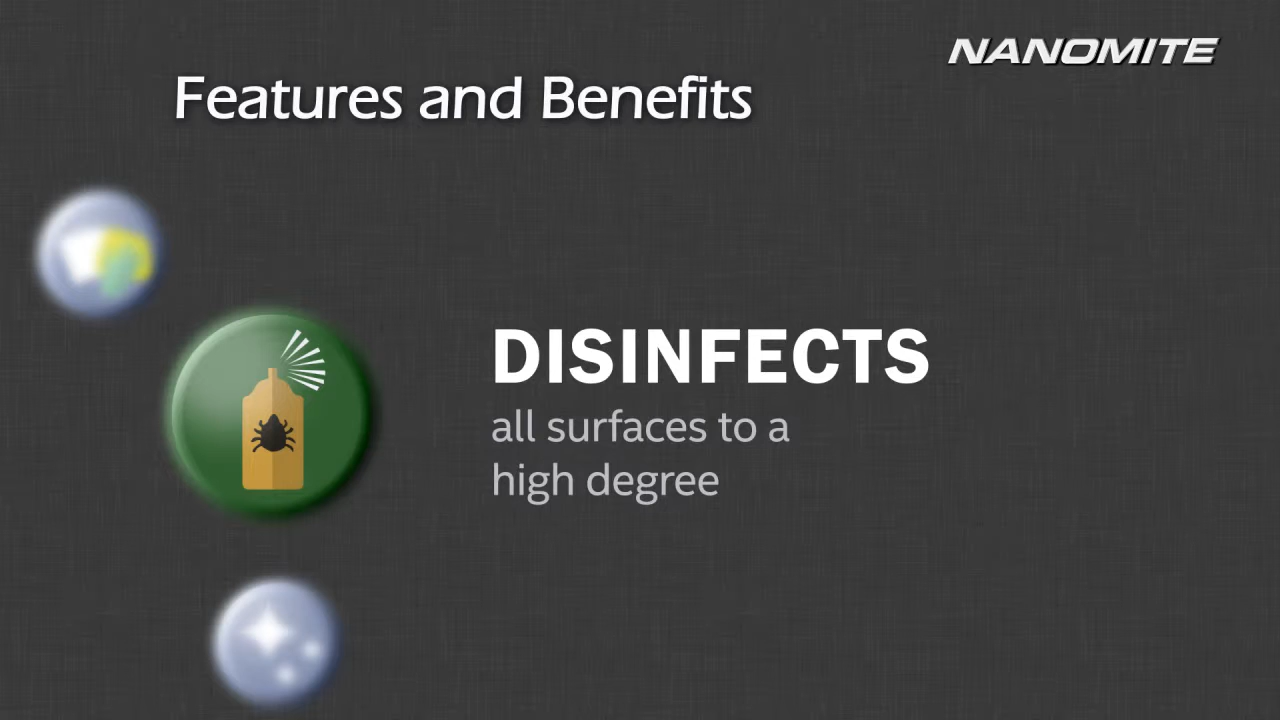 NANOMITE
Features and Benefits
DISINFECTS
all surfaces to a
high degree